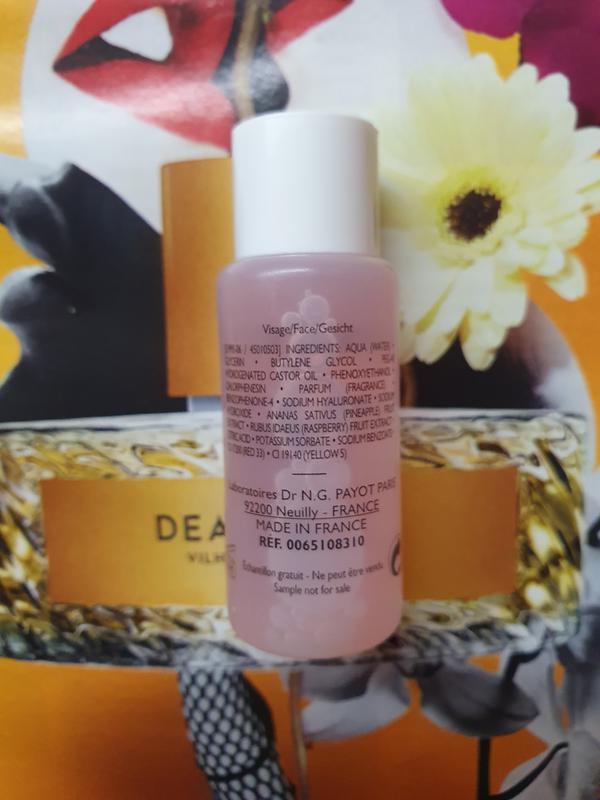 Visage/Face/Gesicht
45010503] INGREDIENTS: AQUA (WATER) •
GLYCERIN • BUTYLENE GLYCOL •
HYDROGENATED CASTOR OIL • PHENOXYETHANOL •
CHLORPHENESIN • PARFUM (FRAGRANCE) •
BENZOPHENONE-4 • SODIUM HYALURONATE • SODIUM
HYDROXIDE • ANANAS SATIVUS (PINEAPPLE) FRUIT
EXTRACT • RUBUS IDAEUS (RASPBERRY) FRUIT EXTRACT •
CITRIC ACID • POTASSIUM SORBATE • SODIUM BENZOATE
(RED 33) • CI 19140 (YELLOW 5)
Laboratoires Dr N.G. PAYOT PARIS
92200 Neuilly - FRANCE
MADE IN FRANCE
REF. 0065108310
Echantillon gratuit - Ne peut être vendu
Sample not for sale
DEA